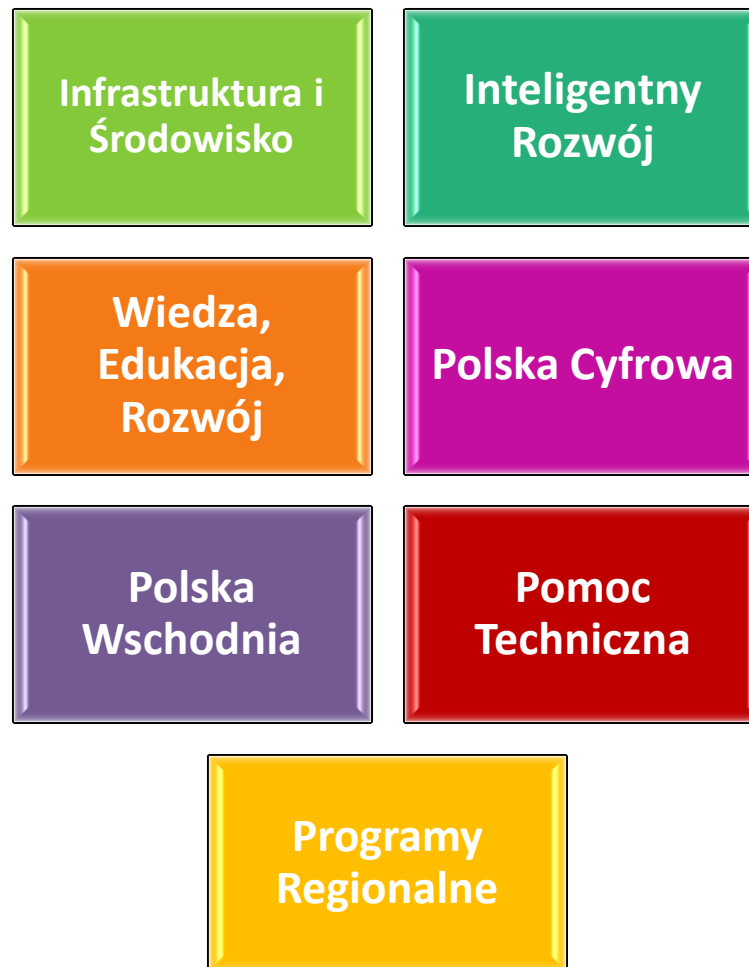 Infrastruktura i
Środowisko
Inteligentny
Rozwój
Wiedza,
Edukacja,
Rozwój
Polska Cyfrowa
Polska
Wschodnia
Pomoc
Techniczna
Programy
Regionalne